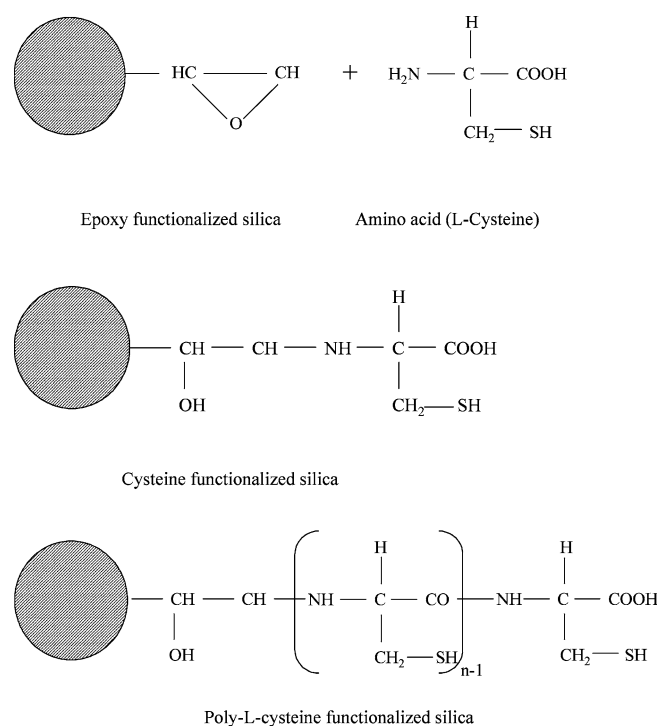 H
HC CH + H₂N — C — COOH
O
CH₂ — SH
Epoxy functionalized silica Amino acid (L-Cysteine)
H
CH — CH — NH — C — COOH
OH CH₂ — SH
Cysteine functionalized silica
H H
CH — CH — NH — C — CO — NH — C — COOH
OH CH₂ — SH n-1 CH₂ — SH
Poly-L-cysteine functionalized silica